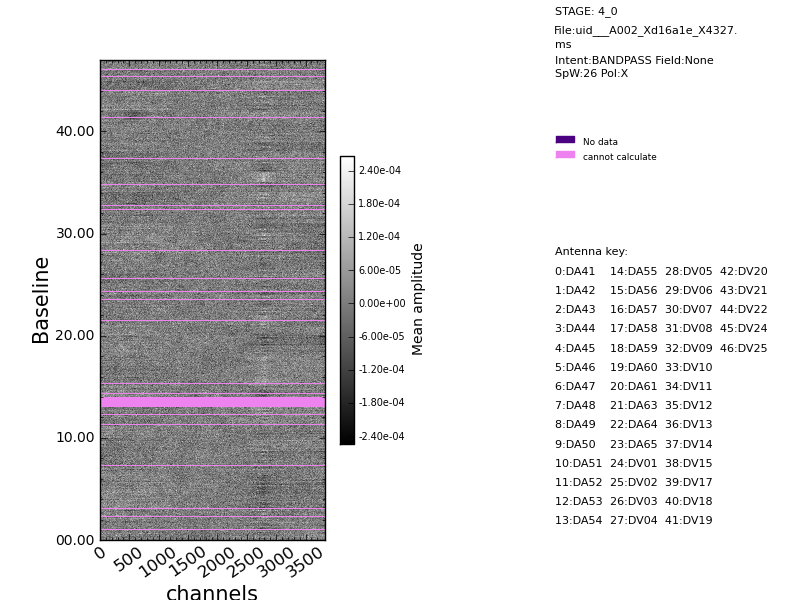 STAGE: 4_0
File:uid___A002_Xd16a1e_X4327.
ms
Intent:BANDPASS Field:None
SpW:26 Pol:X
No data
cannot calculate
40.00
30.00
20.00
10.00
00.00
Baseline
0 500 1000 1500 2000 2500 3000 3500
channels
2.40e-04
1.80e-04
1.20e-04
6.00e-05
0.00e+00
-6.00e-05
-1.20e-04
-1.80e-04
-2.40e-04
Mean amplitude
Antenna key:
0:DA41 14:DA55 28:DV05 42:DV20
1:DA42 15:DA56 29:DV06 43:DV21
2:DA43 16:DA57 30:DV07 44:DV22
3:DA44 17:DA58 31:DV08 45:DV24
4:DA45 18:DA59 32:DV09 46:DV25
5:DA46 19:DA60 33:DV10
6:DA47 20:DA61 34:DV11
7:DA48 21:DA63 35:DV12
8:DA49 22:DA64 36:DV13
9:DA50 23:DA65 37:DV14
10:DA51 24:DV01 38:DV15
11:DA52 25:DV02 39:DV17
12:DA53 26:DV03 40:DV18
13:DA54 27:DV04 41:DV19